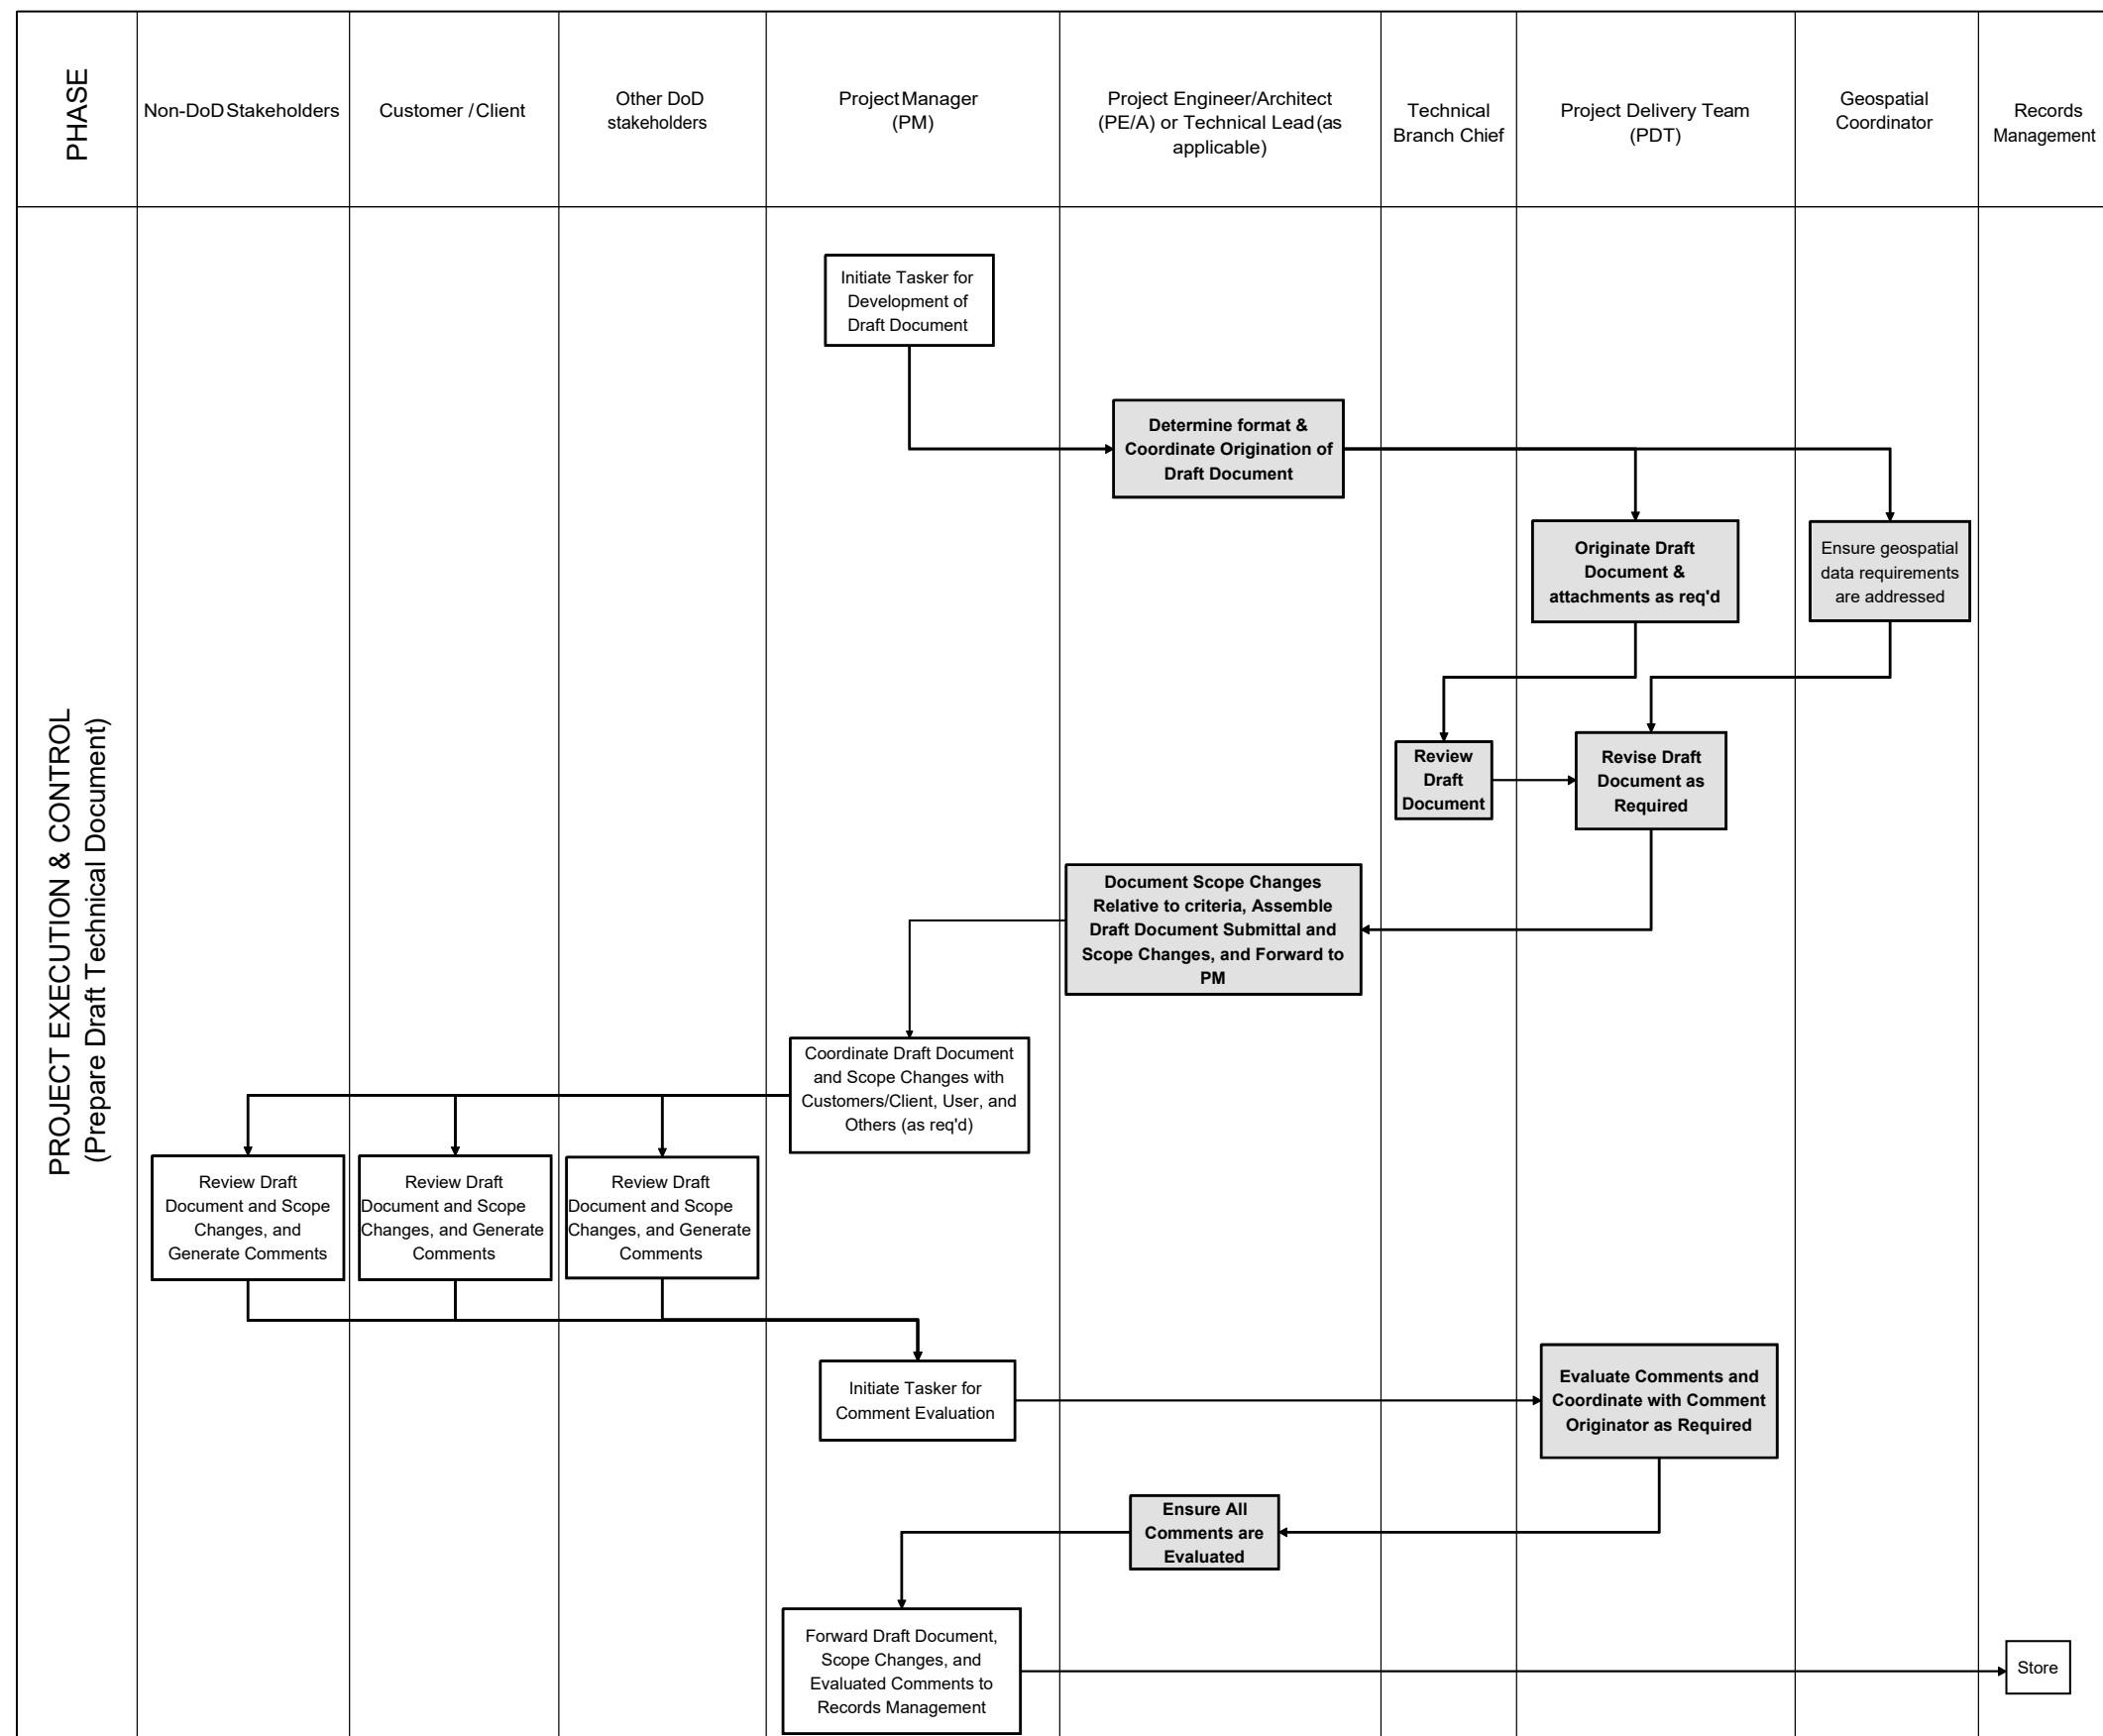 PHASE
Non-DoD Stakeholders
Customer / Client
Other DoD
stakeholders
Project Manager
(PM)
Project Engineer/Architect
(PE/A) or Technical Lead (as
applicable)
Technical
Branch Chief
Project Delivery Team
(PDT)
Geospatial
Coordinator
Records
Management
PROJECT EXECUTION & CONTROL
(Prepare Draft Technical Document)
Initiate Tasker for
Development of
Draft Document
Determine format &
Coordinate Origination of
Draft Document
Originate Draft
Document &
attachments as req'd
Ensure geospatial
data requirements
are addressed
Review
Draft
Document
Revise Draft
Document as
Required
Document Scope Changes
Relative to criteria, Assemble
Draft Document Submittal and
Scope Changes, and Forward to
PM
Coordinate Draft Document
and Scope Changes with
Customers/Client, User, and
Others (as req'd)
Review Draft
Document and Scope
Changes, and
Generate Comments
Review Draft
Document and Scope
Changes, and Generate
Comments
Review Draft
Document and Scope
Changes, and Generate
Comments
Initiate Tasker for
Comment Evaluation
Evaluate Comments and
Coordinate with Comment
Originator as Required
Ensure All
Comments are
Evaluated
Forward Draft Document,
Scope Changes, and
Evaluated Comments to
Records Management
Store